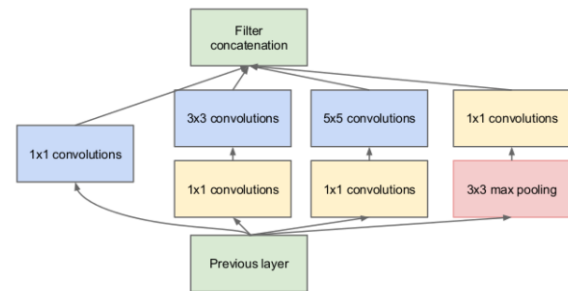 Filter
concatenation
3x3 convolutions
5x5 convolutions
1x1 convolutions
1x1 convolutions
1x1 convolutions
1x1 convolutions
3x3 max pooling
Previous layer